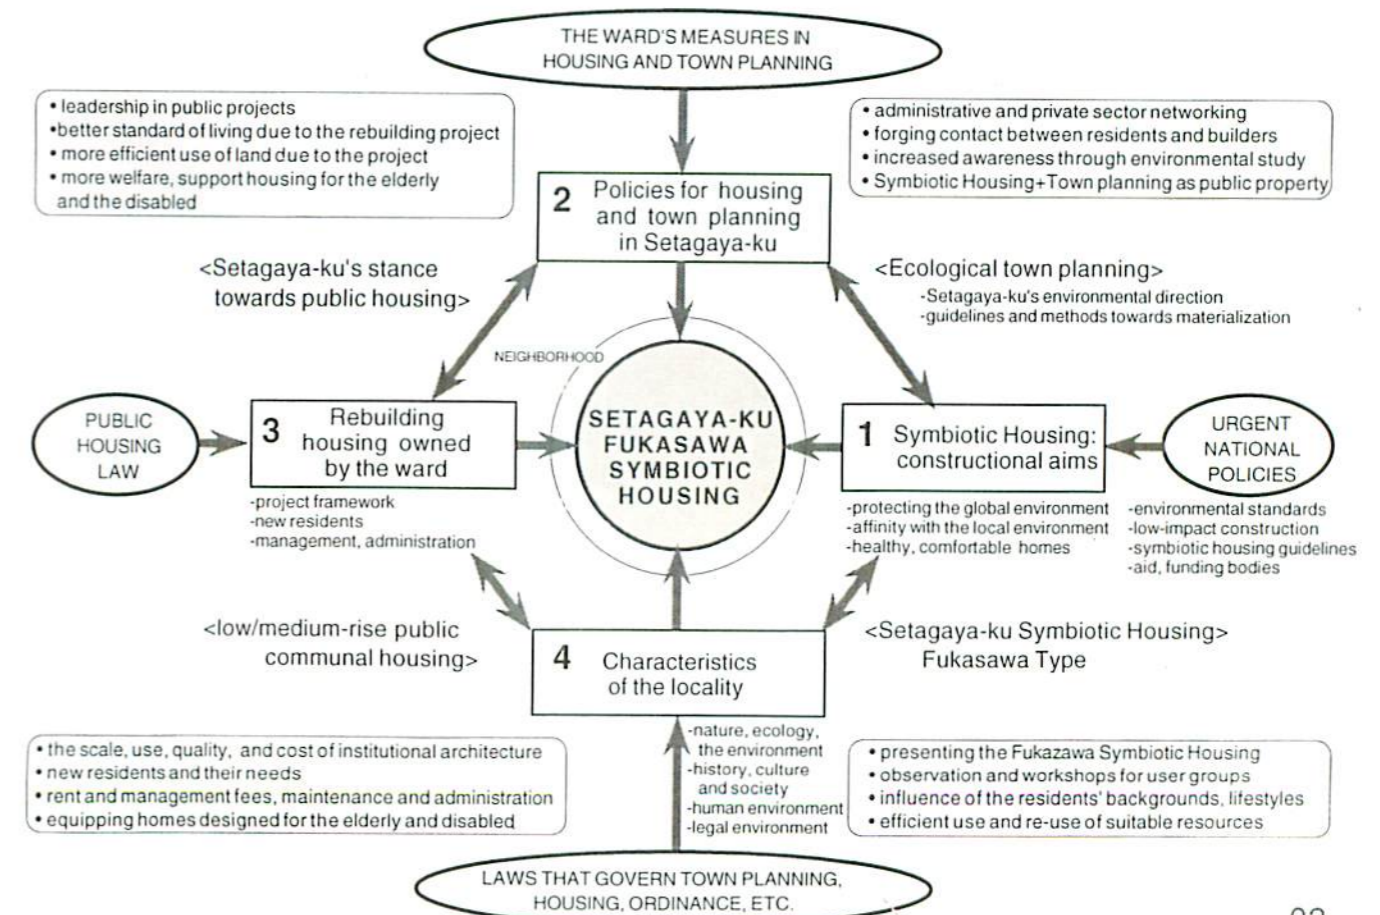 THE WARD'S MEASURES IN
HOUSING AND TOWN PLANNING
• leadership in public projects
•better standard of living due to the rebuilding project
• more efficient use of land due to the project
• more welfare, support housing for the elderly
and the disabled
• administrative and private sector networking
• forging contact between residents and builders
• increased awareness through environmental study
• Symbiotic Housing+Town planning as public property
2 Policies for housing
and town planning
in Setagaya-ku
<Setagaya-ku's stance
towards public housing>
<Ecological town planning>
-Setagaya-ku's environmental direction
-guidelines and methods towards materialization
NEIGHBORHOOD
PUBLIC
HOUSING
LAW
3 Rebuilding
housing owned
by the ward
-project framework
-new residents
-management, administration
SETAGAYA-KU
FUKASAWA
SYMBIOTIC
HOUSING
1 Symbiotic Housing:
constructional aims
-protecting the global environment
-affinity with the local environment
-healthy, comfortable homes
URGENT
NATIONAL
POLICIES
-environmental standards
-low-impact construction
-symbiotic housing guidelines
-aid, funding bodies
<low/medium-rise public
communal housing>
4 Characteristics
of the locality
<Setagaya-ku Symbiotic Housing>
Fukasawa Type
-nature, ecology,
the environment
-history, culture
and society
-human environment
-legal environment
• the scale, use, quality, and cost of institutional architecture
• new residents and their needs
• rent and management fees, maintenance and administration
• equipping homes designed for the elderly and disabled
• presenting the Fukazawa Symbiotic Housing
• observation and workshops for user groups
• influence of the residents' backgrounds, lifestyles
• efficient use and re-use of suitable resources
LAWS THAT GOVERN TOWN PLANNING,
HOUSING, ORDINANCE, ETC.